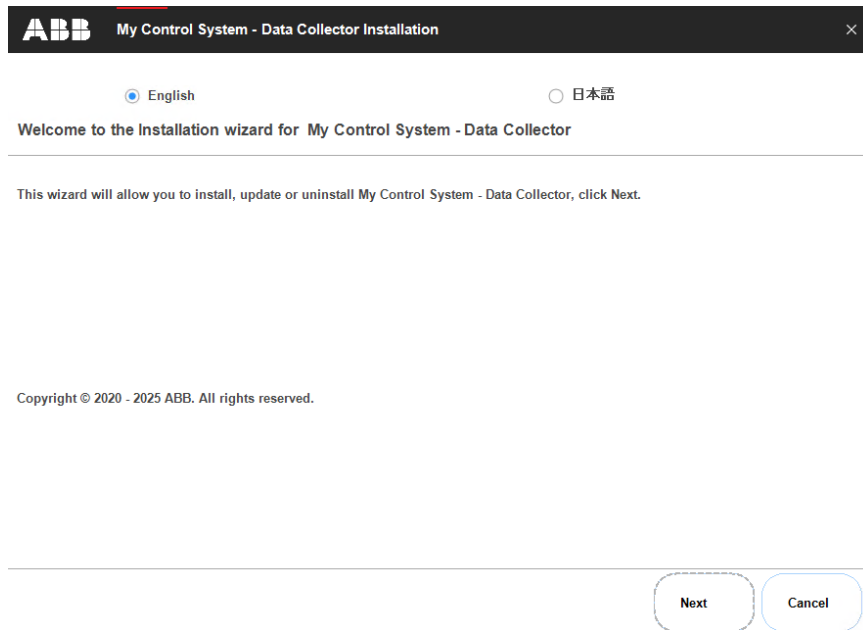 ABB My Control System - Data Collector Installation
English 日本語
Welcome to the Installation wizard for My Control System - Data Collector
This wizard will allow you to install, update or uninstall My Control System - Data Collector, click Next.
Copyright © 2020 - 2025 ABB. All rights reserved.
Next Cancel